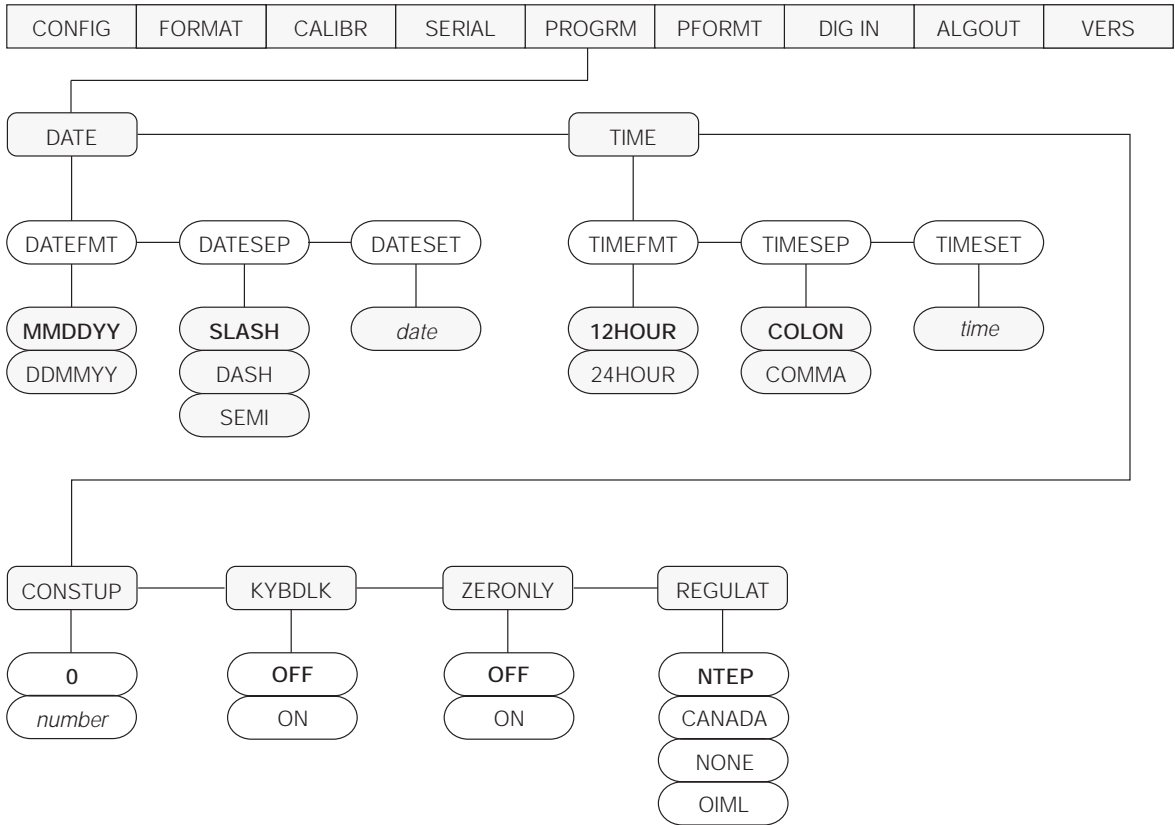 CONFIG FORMAT CALIBR SERIAL PROGRM PFORMT DIG IN ALGOUT VERS
DATE TIME
DATEFMT DATESEP DATESET TIMEFMT TIMESEP TIMESET
MMDDYY SLASH date 12HOUR COLON time
DDMMYY DASH 24HOUR COMMA
SEMI
CONSTUP KYBDLK ZERONLY REGULAT
0 OFF OFF NTEP
number ON ON CANADA
NONE
OIML